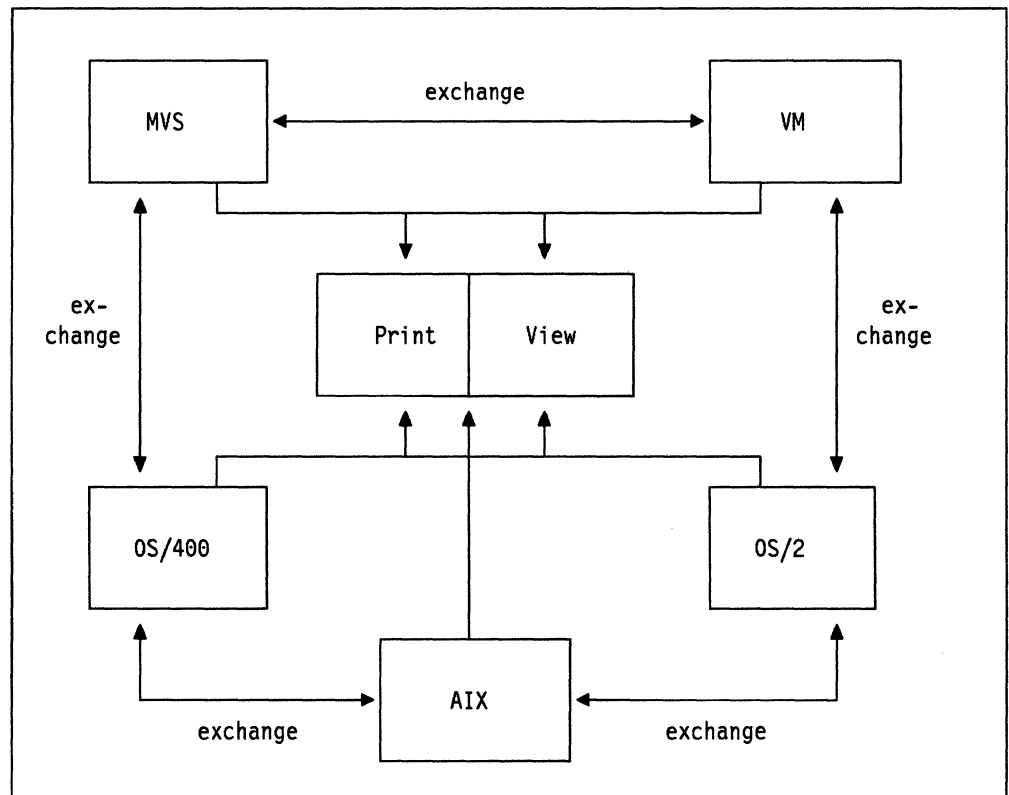 exchange
MVS
VM
ex-
change
ex-
change
Print
View
OS/400
OS/2
AIX
exchange
exchange